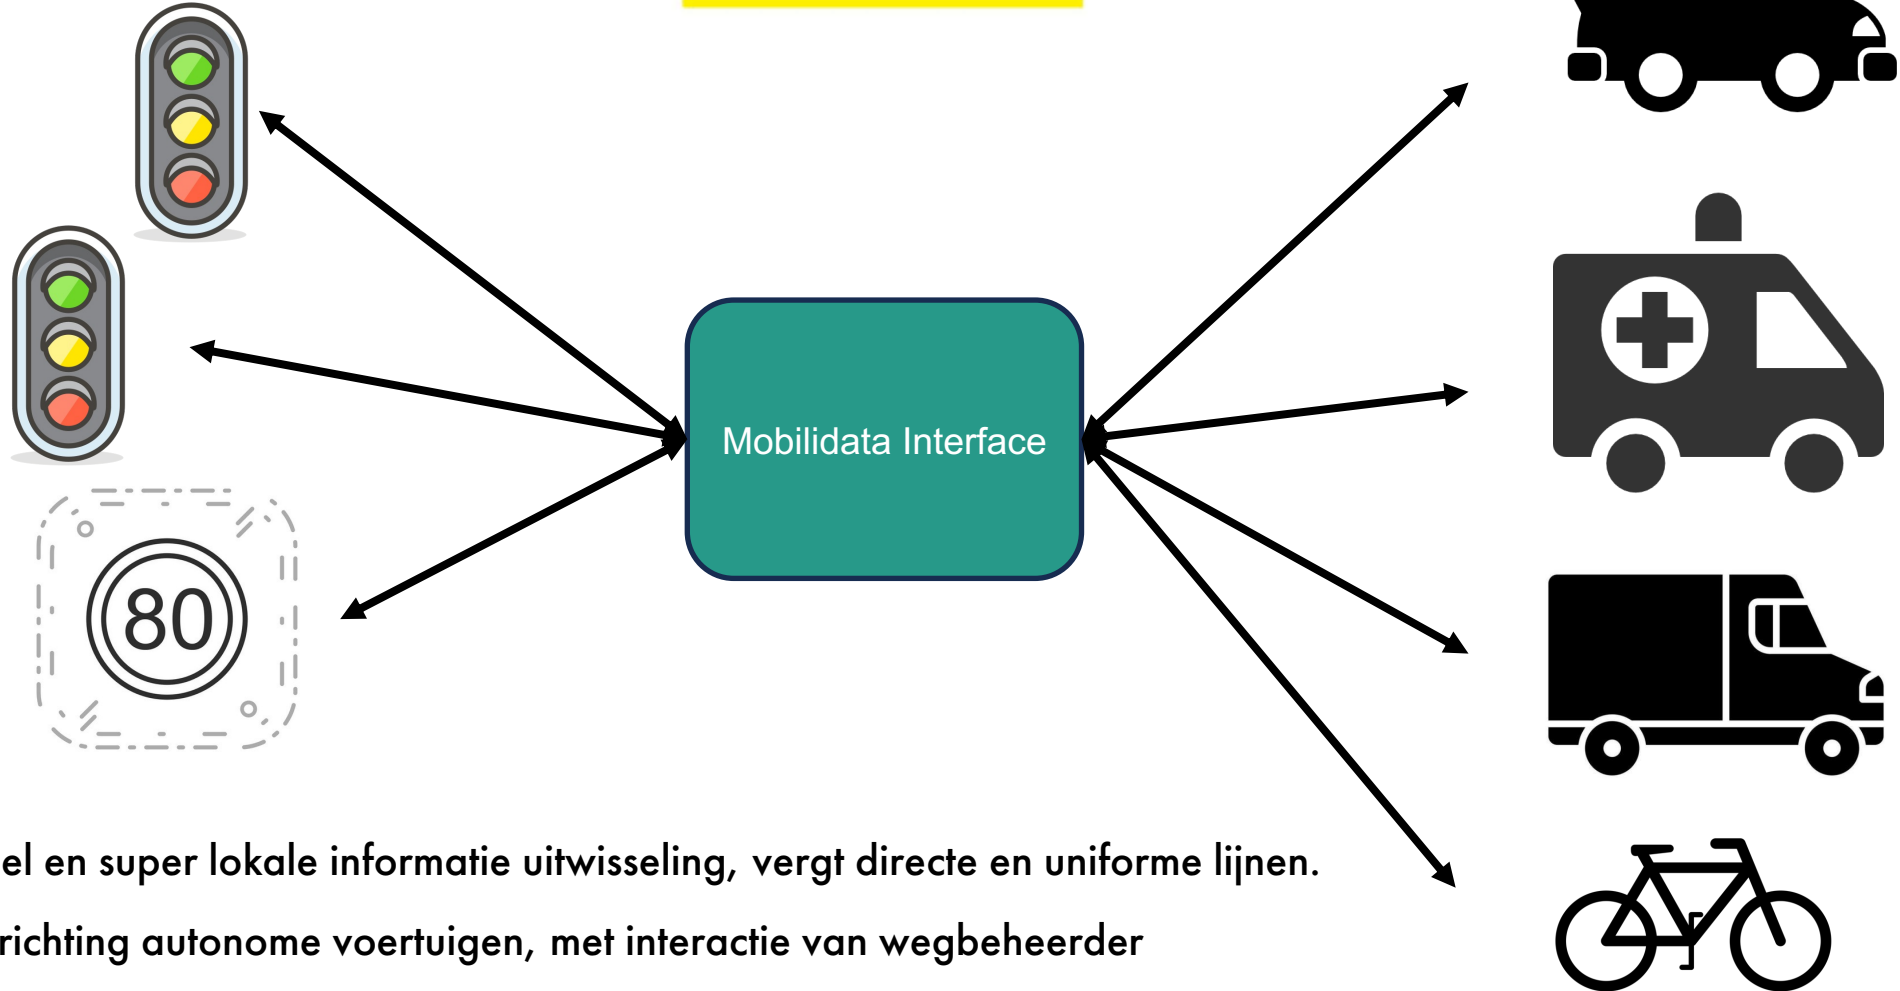 Mobilidata Interface
80
en super lokale informatie uitwisseling, vergt directe en uniforme lijnen.
richting autonome voertuigen, met interactie van wegbeheerder